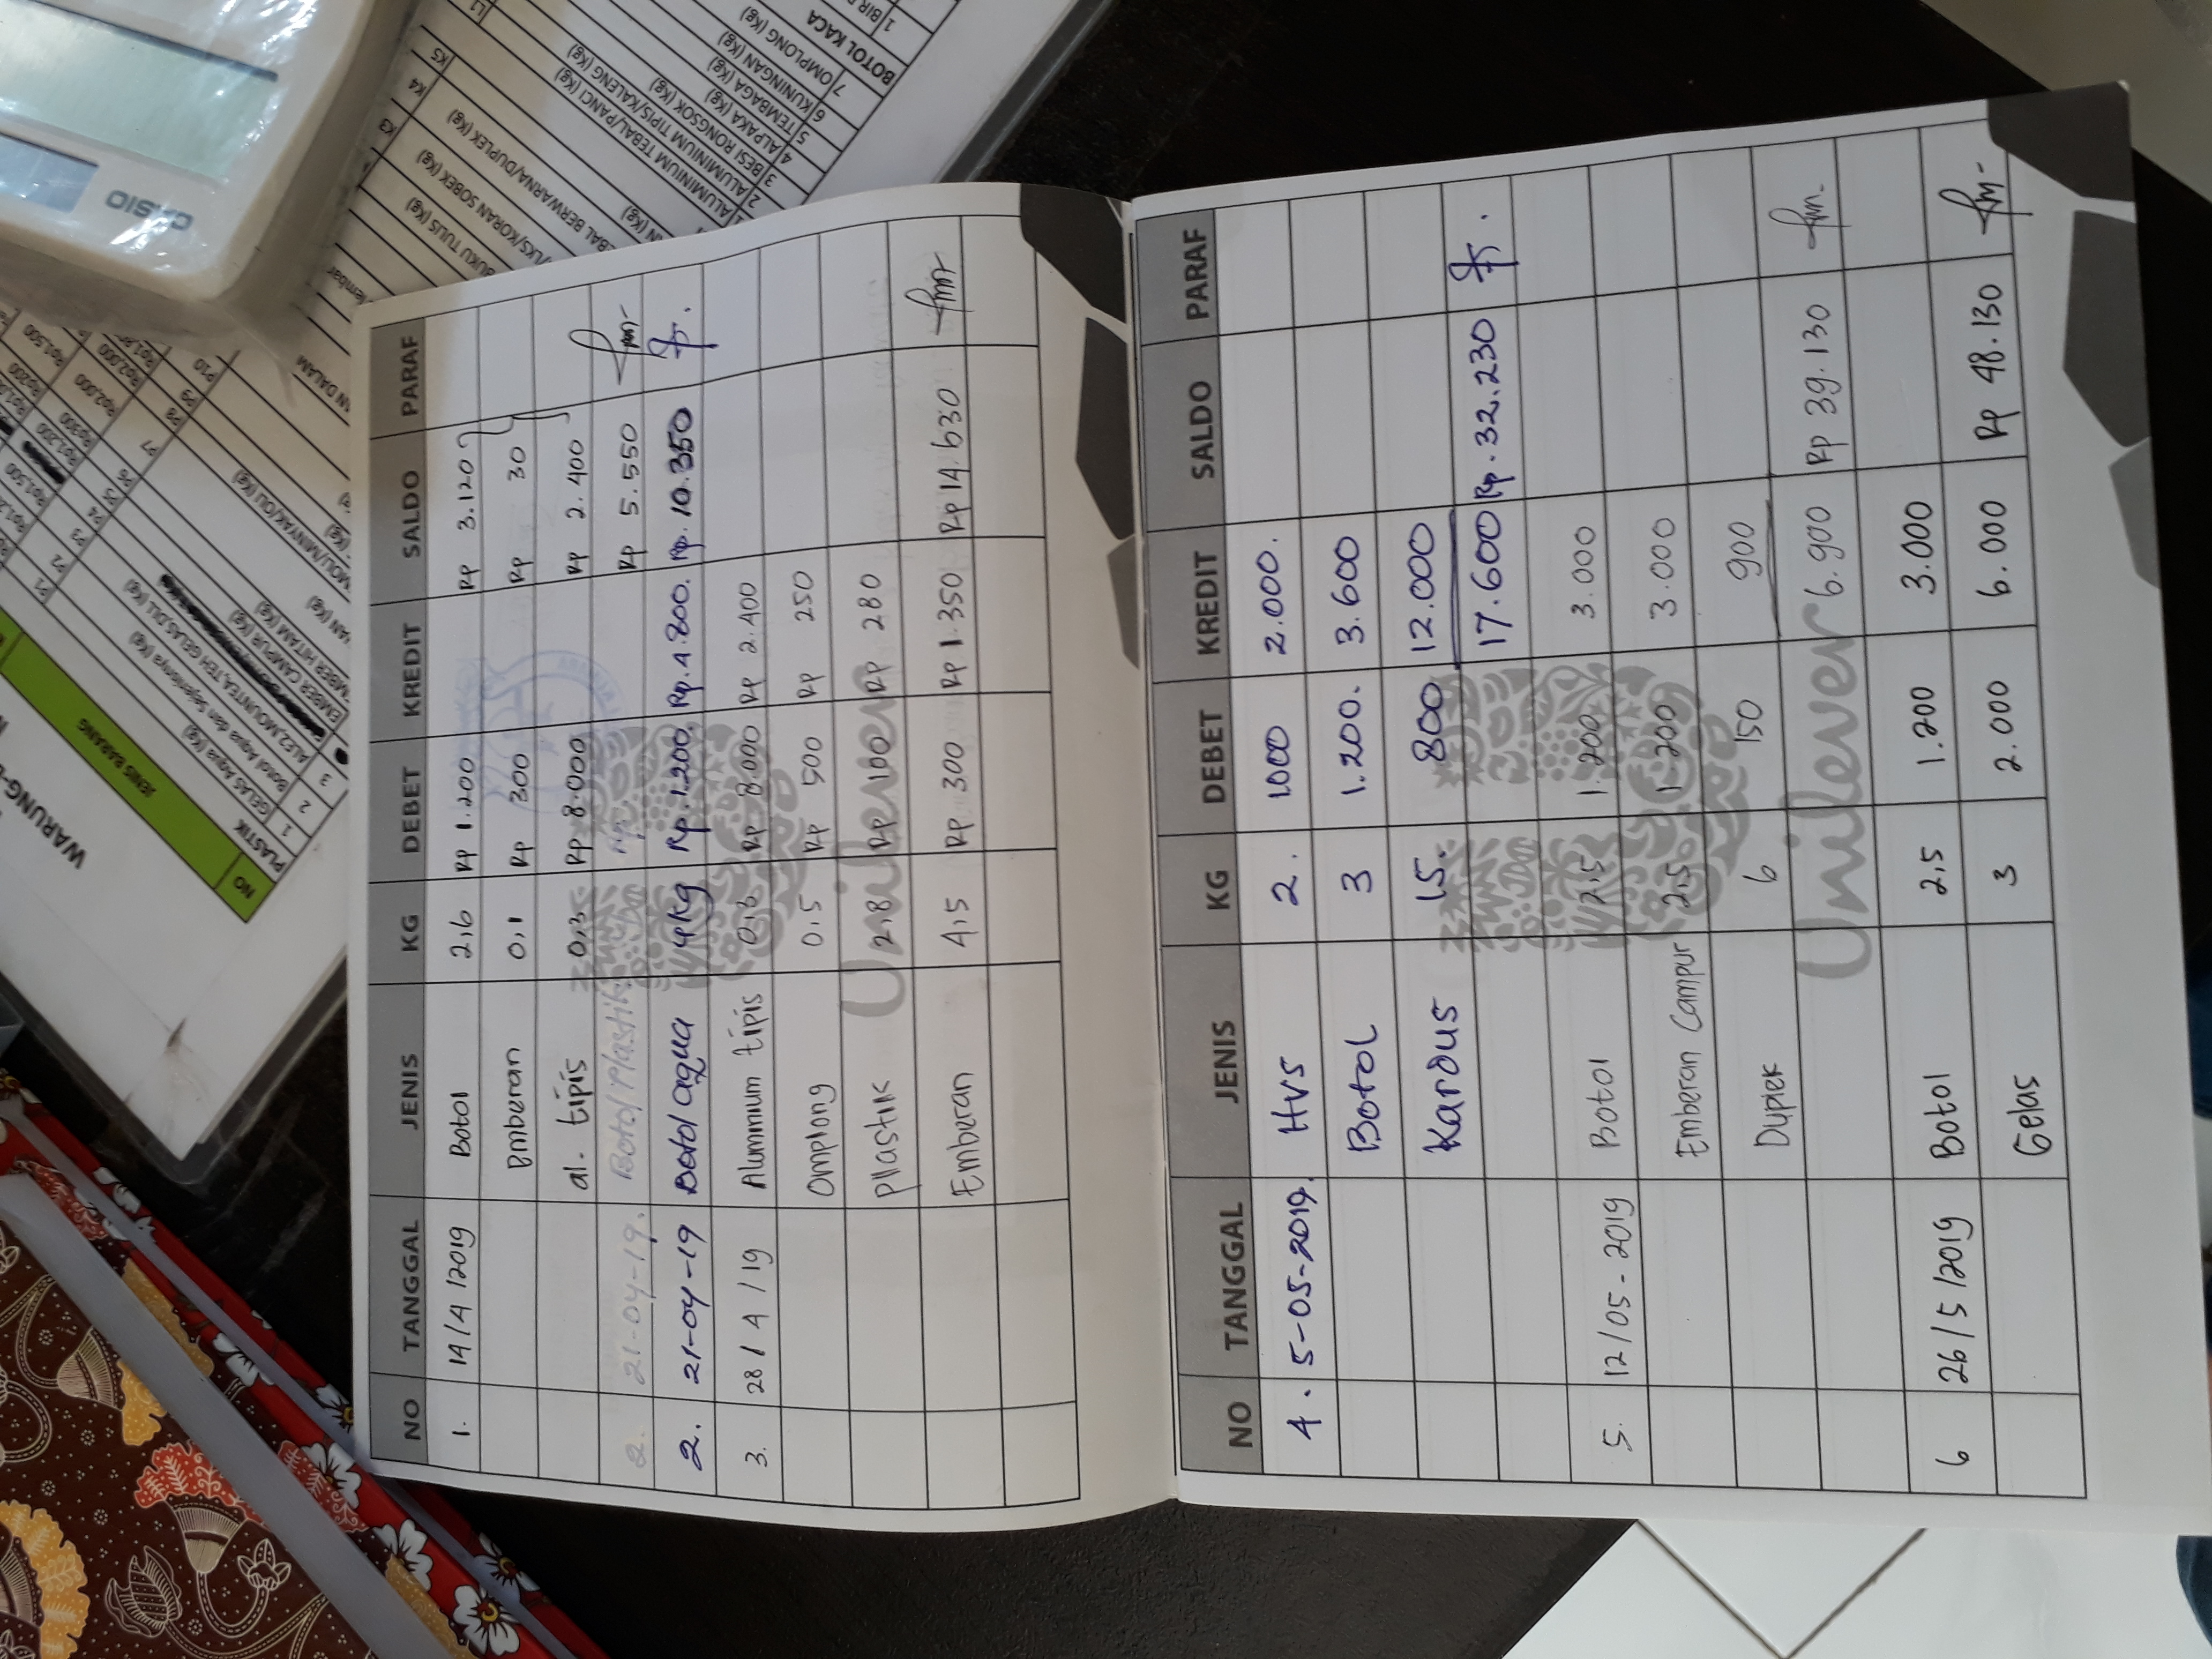 WARUNG-
NO JENIS BARANG
PLASTIK
1 GELAS Aqua (Kg) P1
2 Botol Aqua dan Sejenisnya (Kg) P2 Rp1,500
3 ALE2,MOUNTEA,TEH GELAS,DLL (Kg) P3
P4 Rp1,200
EMBER CAMPUR (Kg) P5 Rp300
EMBER HITAM (Kg) P6
P7 Rp2,000
MOLI/MINYAK/OLI (Kg) P8 Rp2,000
P9
P10
CASIO
BUKU TULIS (Kg) K3
LKS/KORAN SOBEK (Kg) K4
BAL BERWARNA/DUPLEK (Kg) K5
1 ALUMINIUM TEBAL/PANCI (Kg) L1
2 ALUMINIUM TIPIS/KALENG (Kg)
3 BESI RONGSOK (Kg)
4 ALPAKA (Kg)
5 TEMBAGA (Kg)
6 KUNINGAN (Kg)
7 OMPLONG (Kg)
BOTOL KACA
1 BIR
NO TANGGAL JENIS KG DEBET KREDIT SALDO PARAF
1. 14/4/2019 Botol 2,6 Rp 1.200 Rp 3.120
Emberan 0,1 Rp 300 Rp 30
al. tipis 0,3 Rp 8.000 Rp 2.400
2. 21-04-19. Botol Plastik Rp. Rp 5.550
2. 21-04-19 Botol aqua 4kg Rp.1.200. Rp.4.800. Rp. 10.350
3. 28/4/19 Aluminium tipis 0,3 Rp 8.000 Rp 2.400
Omplong 0,5 Rp 500 Rp 250
Plastik 2,8 Rp 100 Rp 280
Unilever
Emberan 4,5 Rp 300 Rp 1.350 Rp 14.630
NO TANGGAL JENIS KG DEBET KREDIT SALDO PARAF
4. 5-05-2019. HVS 2. 1.000 2.000.
Botol 3 1.200. 3.600
Kardus 15. 800 12.000
17.600 Rp. 32.230
5. 12/05-2019 Botol 2,5 1.200 3.000
Emberan Campur 2,5 1.200 3.000
Duplek 6 150 900
Unilever
6.900 Rp 39.130
6 26/5/2019 Botol 2,5 1.200 3.000
Gelas 3 2.000 6.000 Rp 48.130